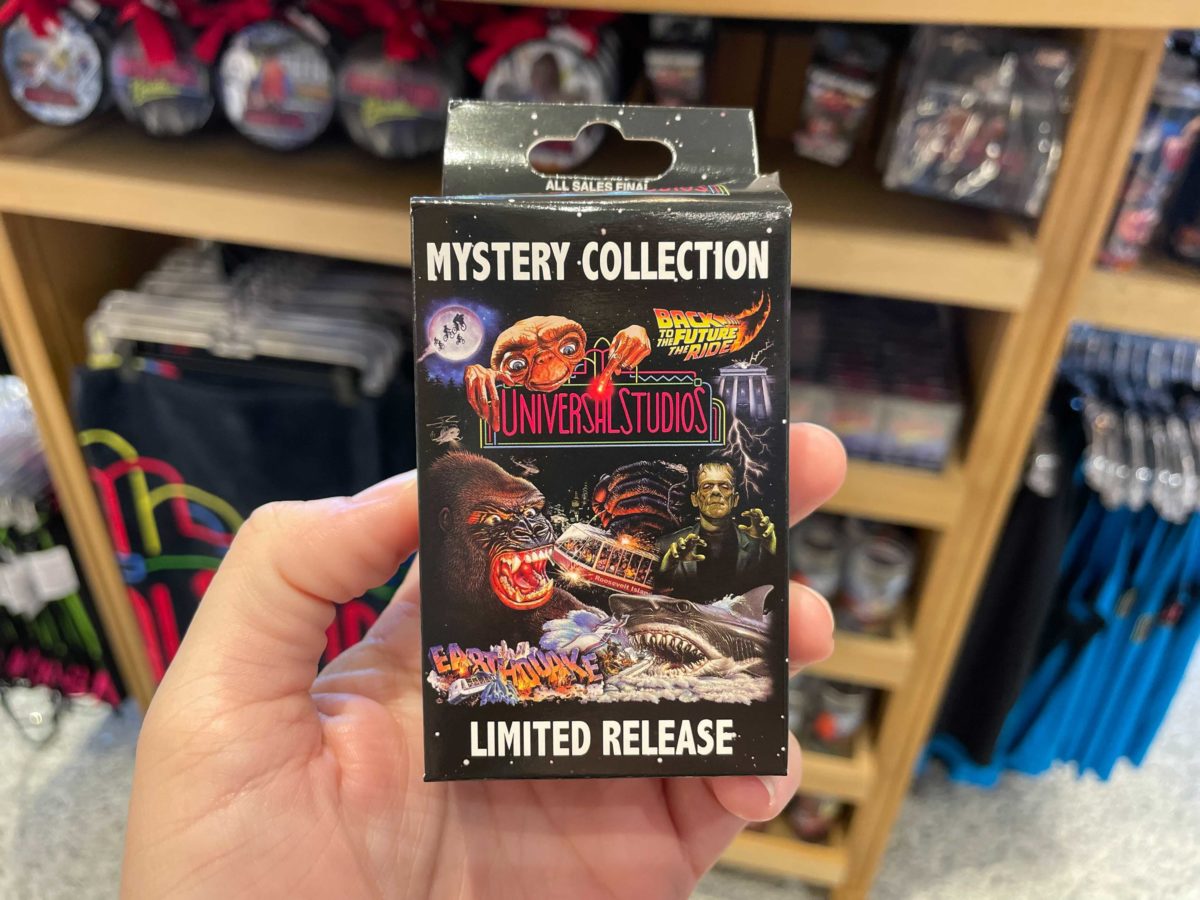 ALL SALES FINAL
MYSTERY COLLECTION
BACK
TO THE FUTURE
THE RIDE
UNIVERSAL STUDIOS
Roosevelt Island
EARTHQUAKE
LIMITED RELEASE